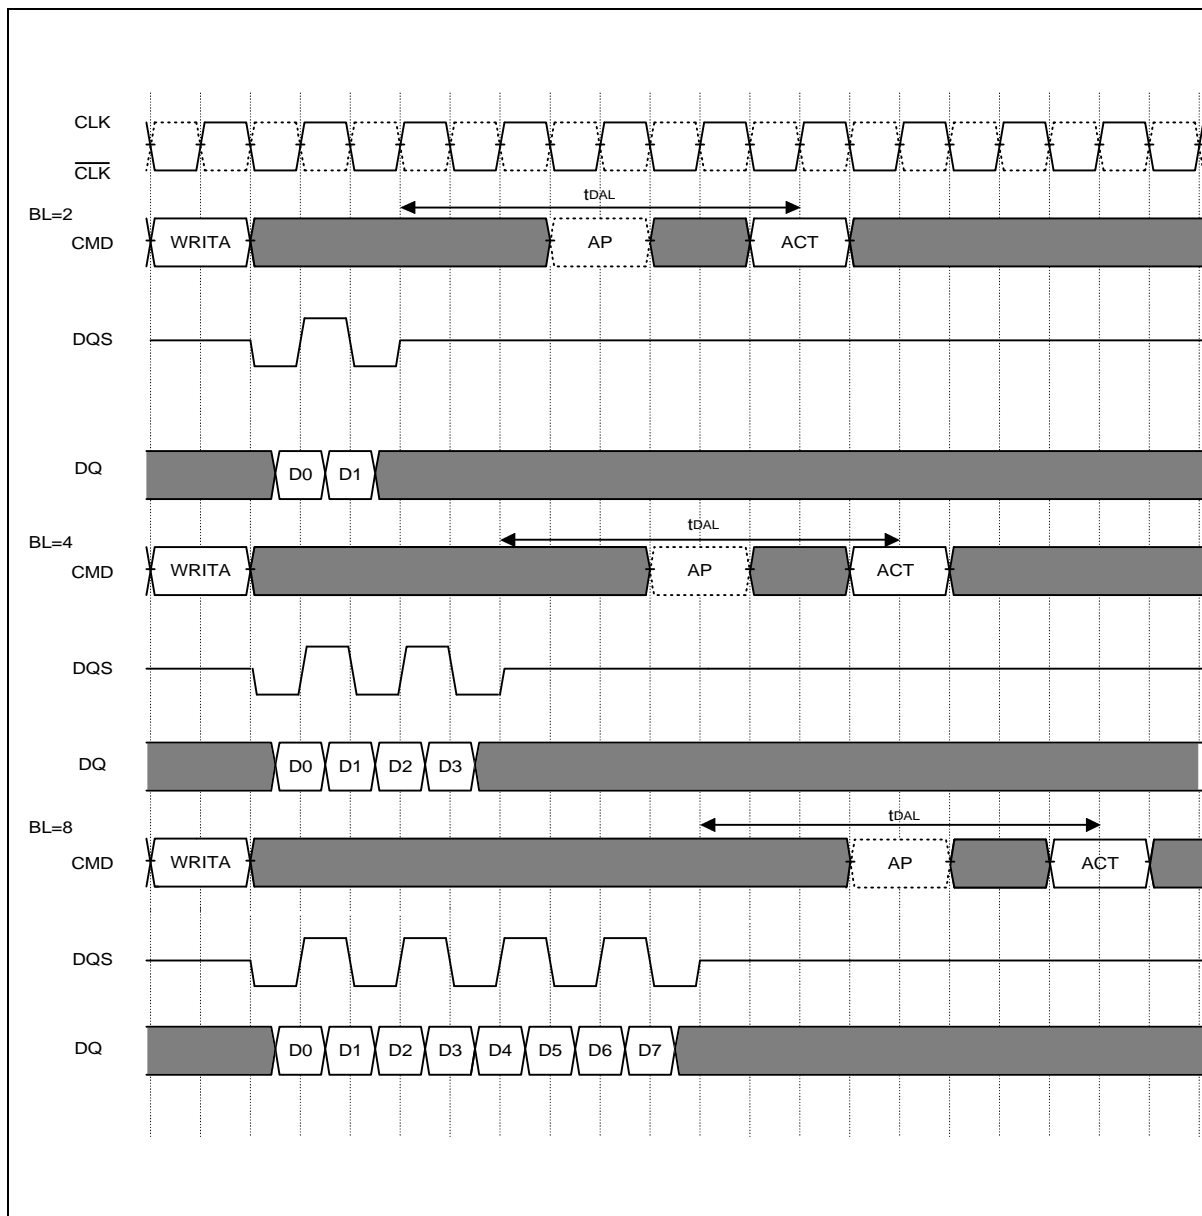 CLK
CLK
tDAL
BL=2
CMD WRITA AP ACT
DQS
DQ D0 D1
tDAL
BL=4
CMD WRITA AP ACT
DQS
DQ D0 D1 D2 D3
tDAL
BL=8
CMD WRITA AP ACT
DQS
DQ D0 D1 D2 D3 D4 D5 D6 D7